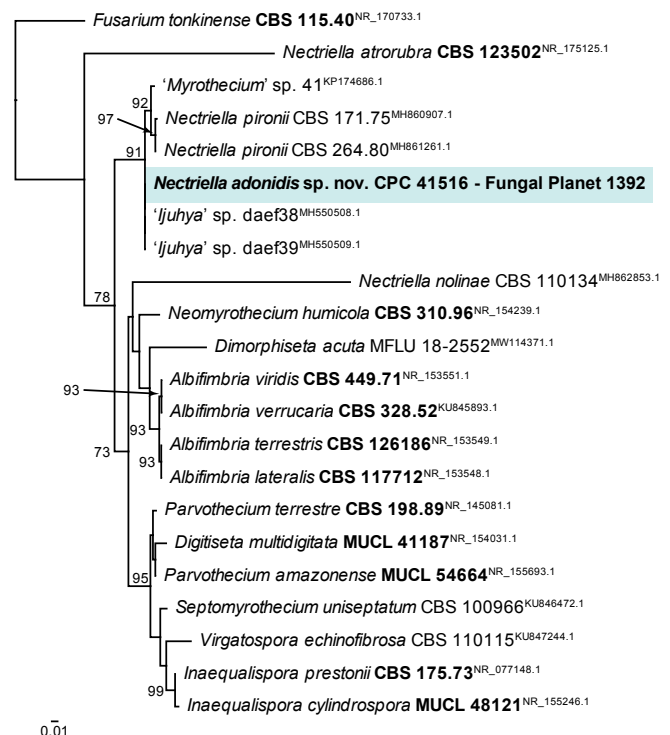 Fusarium tonkinense CBS 115.40NR_170733.1
Nectriella atrorubra CBS 123502NR_175125.1
‘Myrothecium’ sp. 41KP174686.1
92
97
Nectriella pironii CBS 171.75MH860907.1
Nectriella pironii CBS 264.80MH861261.1
91
Nectriella adonidis sp. nov. CPC 41516 - Fungal Planet 1392
‘Ijuhya’ sp. daef38MH550508.1
‘Ijuhya’ sp. daef39MH550509.1
Nectriella nolinae CBS 110134MH862853.1
78
Neomyrothecium humicola CBS 310.96NR_154239.1
Dimorphiseta acuta MFLU 18-2552MW114371.1
Albifimbria viridis CBS 449.71NR_153551.1
93
Albifimbria verrucaria CBS 328.52KU845893.1
93
Albifimbria terrestris CBS 126186NR_153549.1
73
93
Albifimbria lateralis CBS 117712NR_153548.1
Parvothecium terrestre CBS 198.89NR_145081.1
Digitiseta multidigitata MUCL 41187NR_154031.1
95
Parvothecium amazonense MUCL 54664NR_155693.1
Septomyrothecium uniseptatum CBS 100966KU846472.1
Virgatospora echinofibrosa CBS 110115KU847244.1
Inaequalispora prestonii CBS 175.73NR_077148.1
99
Inaequalispora cylindrospora MUCL 48121NR_155246.1
0.01